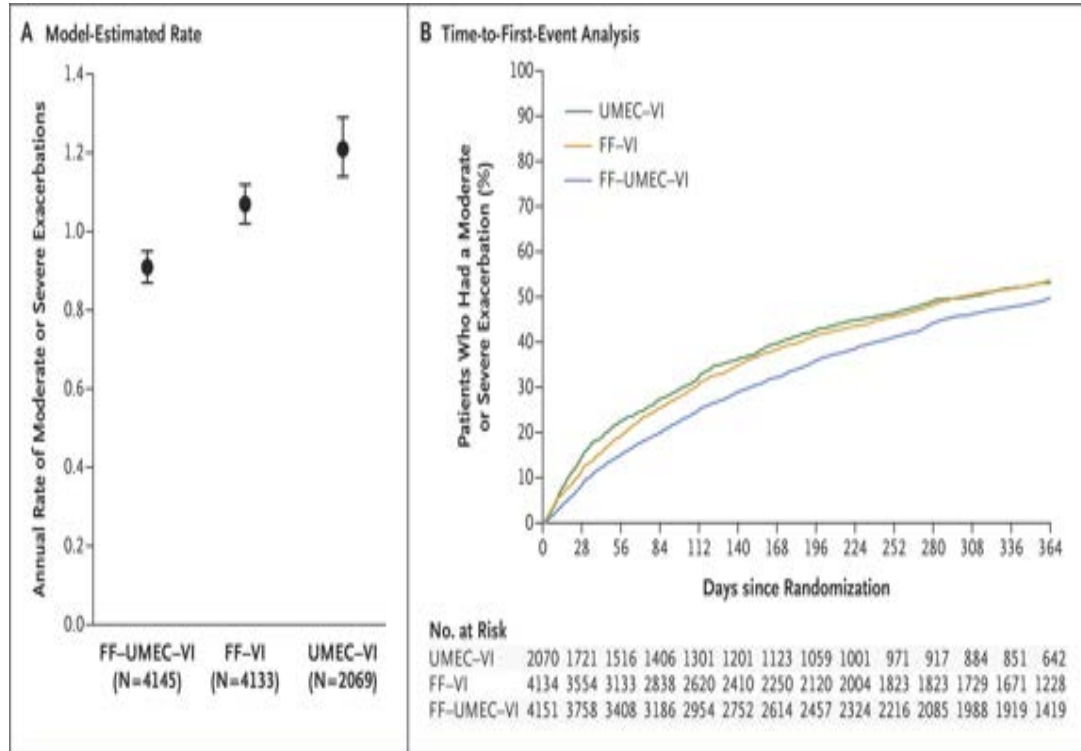 A Model-Estimated Rate
Annual Rate of Moderate or Severe Exacerbations
1.4
1.2
1.0
0.8
0.6
0.4
0.2
0.0
FF–UMEC–VI
(N=4145)
FF–VI
(N=4133)
UMEC–VI
(N=2069)
B Time-to-First-Event Analysis
Patients Who Had a Moderate
or Severe Exacerbation (%)
100
90
80
70
60
50
40
30
20
10
0
UMEC–VI
FF–VI
FF–UMEC–VI
0 28 56 84 112 140 168 196 224 252 280 308 336 364
Days since Randomization
No. at Risk
UMEC–VI 2070 1721 1516 1406 1301 1201 1123 1059 1001 971 917 884 851 642
FF–VI 4134 3554 3133 2838 2620 2410 2250 2120 2004 1823 1823 1729 1671 1228
FF–UMEC–VI 4151 3758 3408 3186 2954 2752 2614 2457 2324 2216 2085 1988 1919 1419